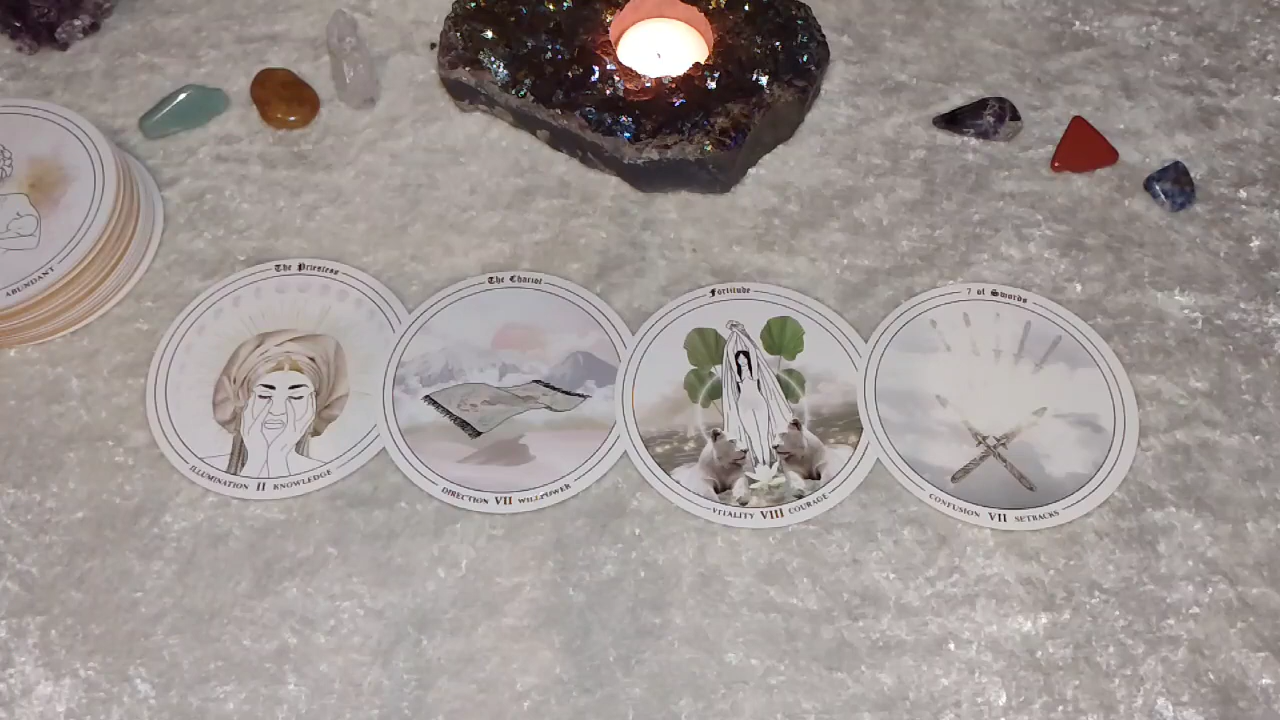 ABUNDANT
The Priestess
ILLUMINATION II KNOWLEDGE
The Chariot
DIRECTION VII WILLPOWER
Fortitude
VITALITY VIII COURAGE
7 of Swords
CONFUSION VII SETBACKS